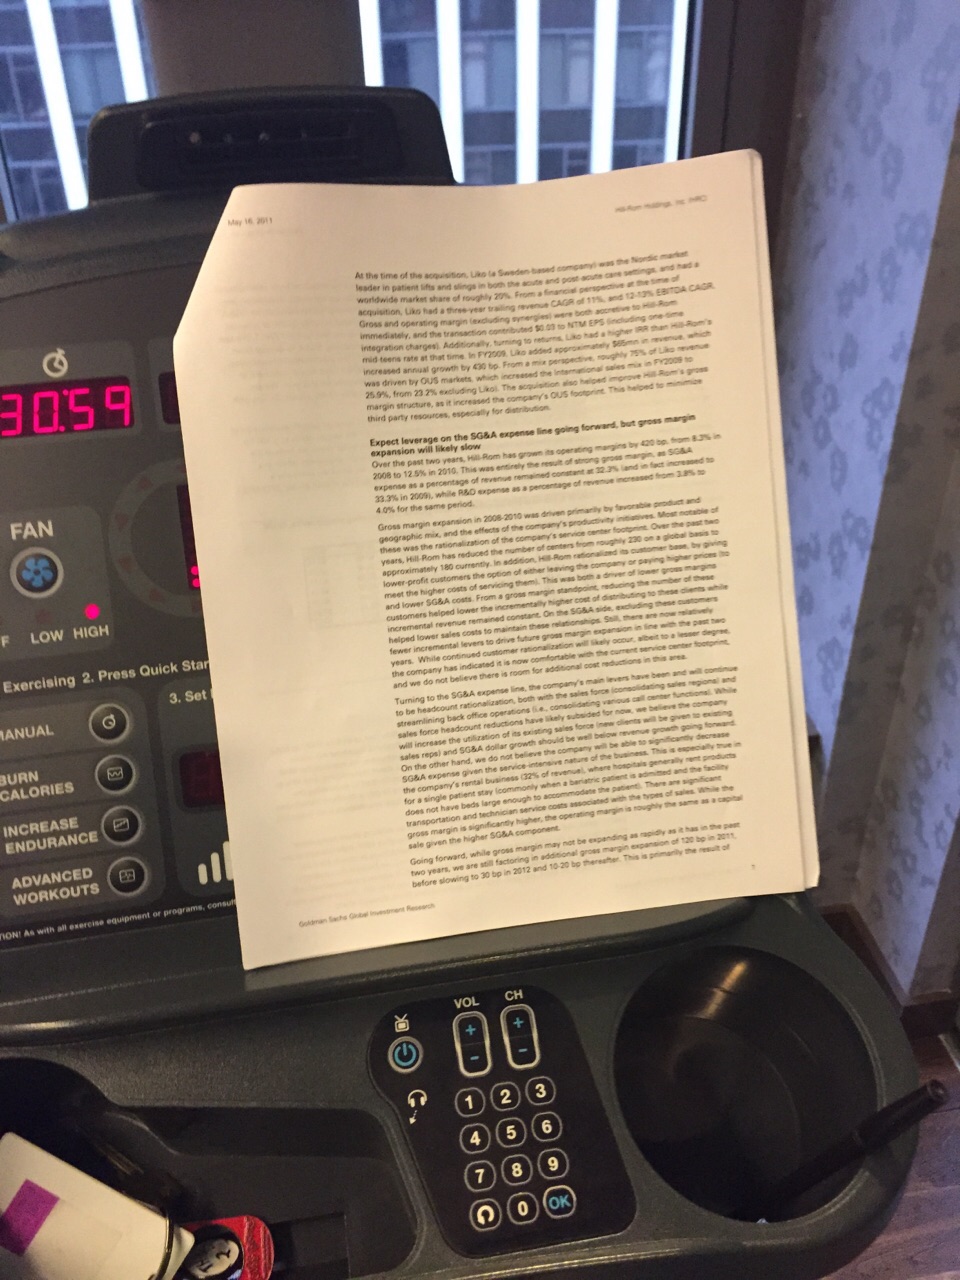 May 16, 2011
Hill-Rom Holdings, Inc. (HRC)
At the time of the acquisition, Liko (a Sweden-based company) was the Nordic market
leader in patient lifts and slings in both the acute and post-acute care settings, and had a
worldwide market share of roughly 20%. From a financial perspective at the time of
acquisition, Liko had a three-year trailing revenue CAGR of 11%, and 12-13% EBITDA CAGR.
Gross and operating margin (excluding synergies) were both accretive to Hill-Rom
immediately, and the transaction contributed $0.03 to NTM EPS (including one-time
integration charges). Additionally, turning to returns, Liko had a higher IRR than Hill-Rom's
mid-teens rate at that time. In FY2009, Liko added approximately $65mn in revenue, which
increased annual growth by 430 bp. From a mix perspective, roughly 75% of Liko revenue
was driven by OUS markets, which increased the international sales mix in FY2009 to
25.9%, from 23.2% excluding Liko). The acquisition also helped improve Hill-Rom's gross
margin structure, as it increased the company's OUS footprint. This helped to minimize
third party resources, especially for distribution.
Expect leverage on the SG&A expense line going forward, but gross margin
expansion will likely slow
Over the past two years, Hill-Rom has grown its operating margins by 420 bp, from 8.3% in
2008 to 12.5% in 2010. This was entirely the result of strong gross margin, as SG&A
expense as a percentage of revenue remained constant at 32.3% (and in fact increased to
33.3% in 2009), while R&D expense as a percentage of revenue increased from 3.8% to
4.0% for the same period.
Gross margin expansion in 2008-2010 was driven primarily by favorable product and
geographic mix, and the effects of the company's productivity initiatives. Most notable of
these was the rationalization of the company's service center footprint. Over the past two
years, Hill-Rom has reduced the number of centers from roughly 230 on a global basis to
approximately 180 currently. In addition, Hill-Rom rationalized its customer base, by giving
lower-profit customers the option of either leaving the company or paying higher prices (to
meet the higher costs of servicing them). This was both a driver of lower gross margins
and lower SG&A costs. From a gross margin standpoint, reducing the number of these
customers helped lower the incrementally higher cost of distributing to these clients while
incremental revenue remained constant. On the SG&A side, excluding these customers
helped lower sales costs to maintain these relationships. Still, there are now relatively
fewer incremental levers to drive future gross margin expansion in line with the past two
years. While continued customer rationalization will likely occur, albeit to a lesser degree,
the company has indicated it is now comfortable with the current service center footprint,
and we do not believe there is room for additional cost reductions in this area.
Turning to the SG&A expense line, the company's main levers have been and will continue
to be headcount rationalization, both with the sales force (consolidating sales regions) and
streamlining back office operations (i.e., consolidating various call center functions). While
sales force headcount reductions have likely subsided for now, we believe the company
will increase the utilization of its existing sales force (new clients will be given to existing
sales reps) and SG&A dollar growth should be well below revenue growth going forward.
On the other hand, we do not believe the company will be able to significantly decrease
SG&A expense given the service-intensive nature of the business. This is especially true in
the company's rental business (32% of revenue), where hospitals generally rent products
for a single patient stay (commonly when a bariatric patient is admitted and the facility
does not have beds large enough to accommodate the patient). There are significant
transportation and technician service costs associated with the types of sales. While the
gross margin is significantly higher, the operating margin is roughly the same as a capital
sale given the higher SG&A component.
Going forward, while gross margin may not be expanding as rapidly as it has in the past
two years, we are still factoring in additional gross margin expansion of 120 bp in 2011,
before slowing to 30 bp in 2012 and 10-20 bp thereafter. This is primarily the result of
Goldman Sachs Global Investment Research
30:59
FAN
F LOW HIGH
Exercising 2. Press Quick Star
3. Set
MANUAL
BURN
CALORIES
INCREASE
ENDURANCE
ADVANCED
WORKOUTS
TION! As with all exercise equipment or programs, consult
VOL CH
+ +
- -
1 2 3
4 5 6
7 8 9
0 OK